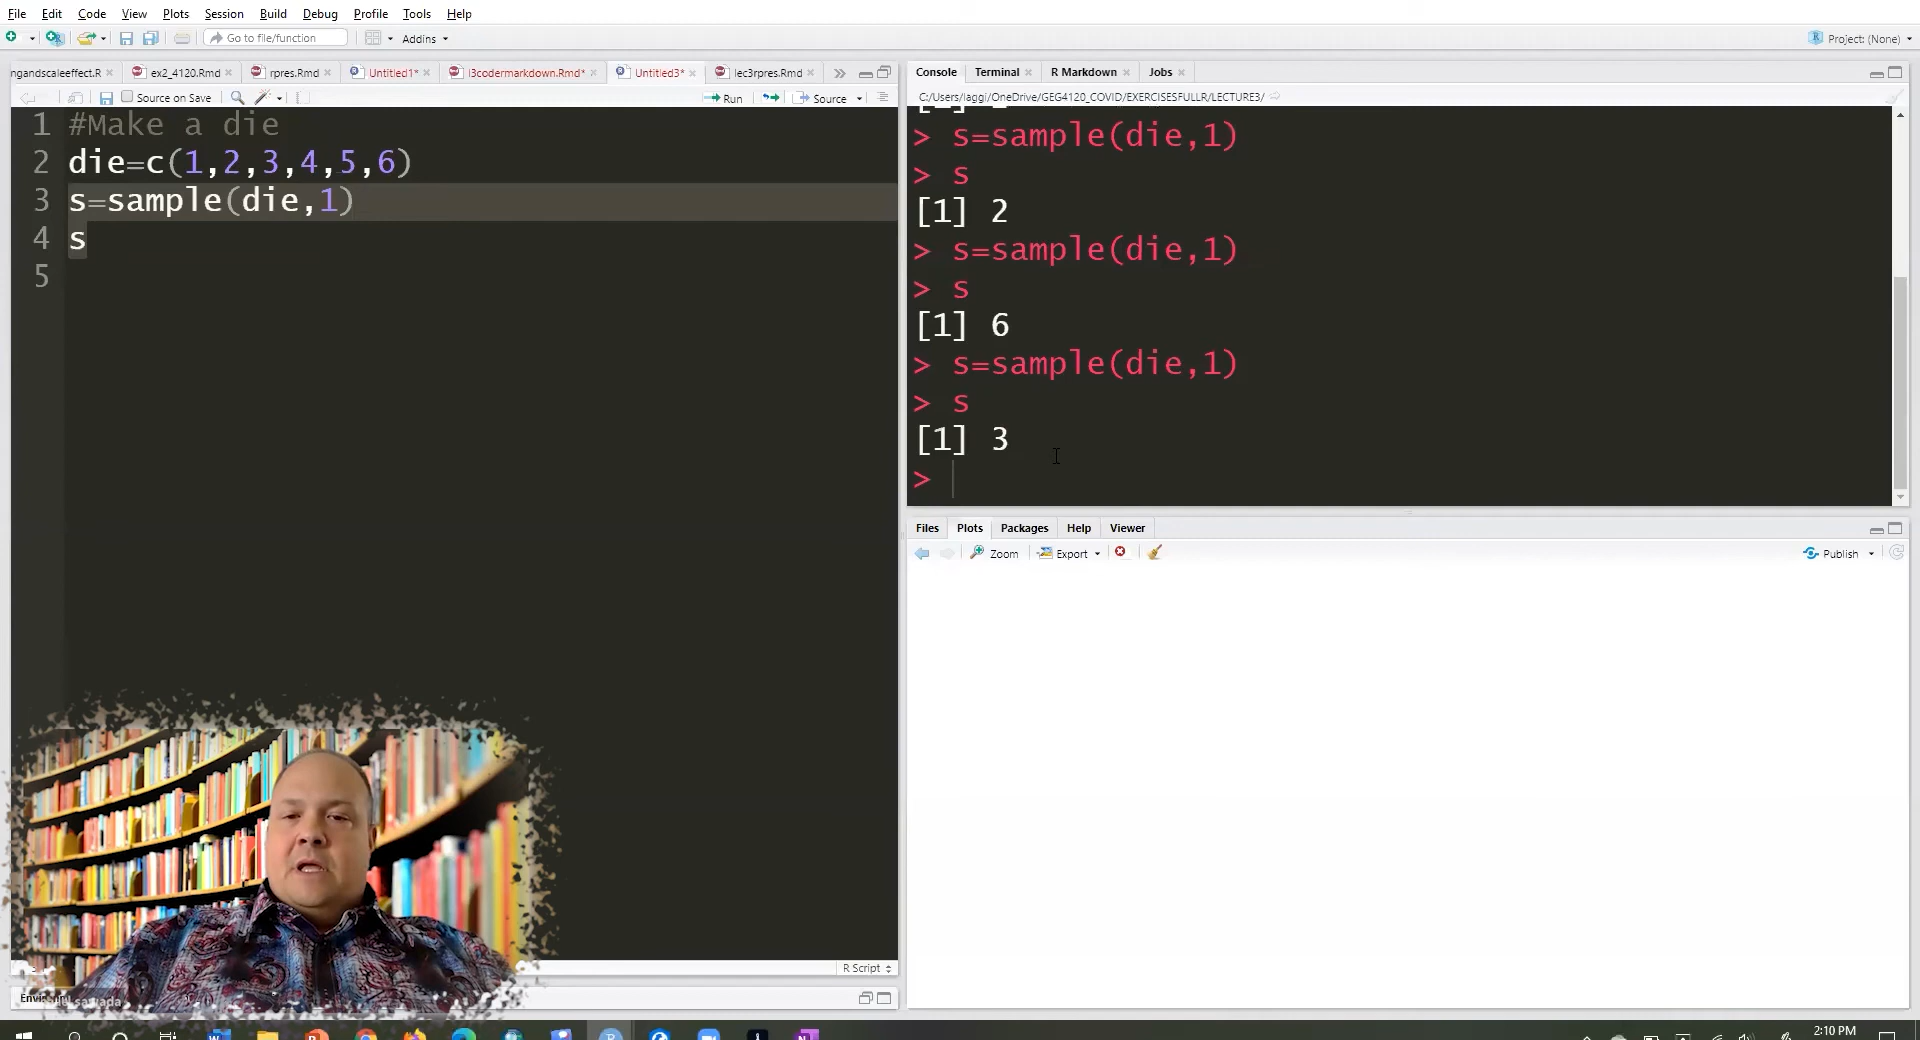 File Edit Code View Plots Session Build Debug Profile Tools Help
Go to file/function Addins Project: (None)
ngandscaleeffect.R ex2_4120.Rmd rpres.Rmd Untitled1* l3codermarkdown.Rmd* Untitled3* lec3rpres.Rmd
Source on Save Run Source
1 #Make a die
2 die=c(1,2,3,4,5,6)
3 s=sample(die,1)
4 s
5
R Script
Console Terminal R Markdown Jobs
C:/Users/laggi/OneDrive/GEG4120_COVID/EXERCISESFULLR/LECTURE3/
> s=sample(die,1)
> s
[1] 2
> s=sample(die,1)
> s
[1] 6
> s=sample(die,1)
> s
[1] 3
>
Files Plots Packages Help Viewer
Zoom Export Publish
2:10 PM